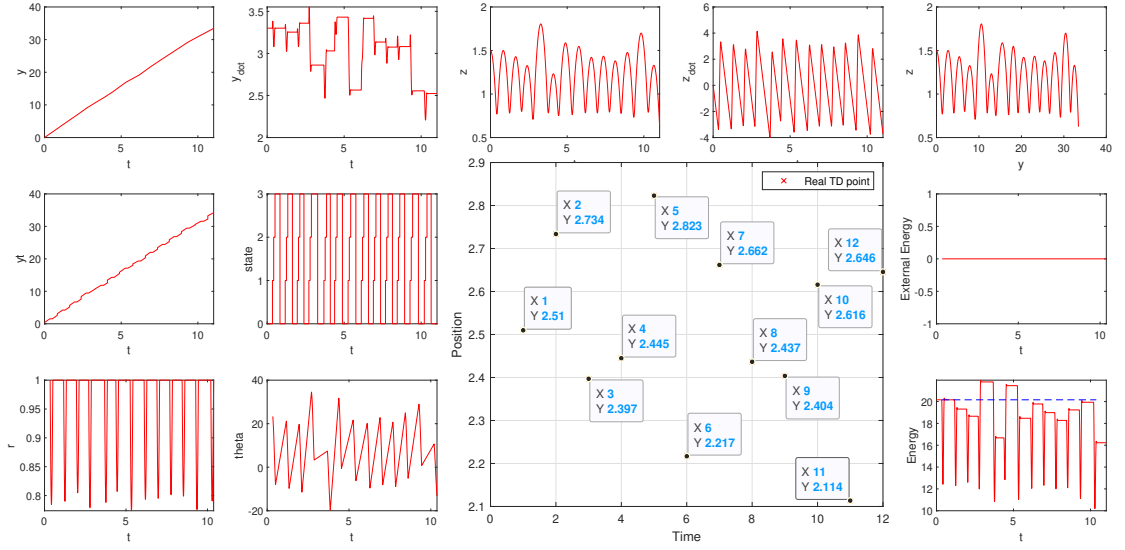 40
30
20
10
0
y
0
5
10
t
3.5
3
2.5
2
y_dot
0
5
10
t
2
1.5
1
0.5
z
0
5
10
6
4
2
0
-2
-4
z_dot
0
5
10
2
1.5
1
0.5
z
0
10
20
30
40
y
40
30
20
10
0
yt
0
5
10
t
3
2
1
0
state
0
5
10
t
2.9
2.8
2.7
2.6
2.5
2.4
2.3
2.2
2.1
Position
0
2
4
6
8
10
12
Time
Real TD point
X 1
Y 2.51
X 2
Y 2.734
X 3
Y 2.397
X 4
Y 2.445
X 5
Y 2.823
X 6
Y 2.217
X 7
Y 2.662
X 8
Y 2.437
X 9
Y 2.404
X 10
Y 2.616
X 11
Y 2.114
X 12
Y 2.646
1
0.5
0
-0.5
-1
External Energy
5
10
t
1
0.95
0.9
0.85
0.8
r
0
5
10
t
40
20
0
-20
theta
0
5
10
t
22
20
18
16
14
12
10
Energy
0
5
10
t